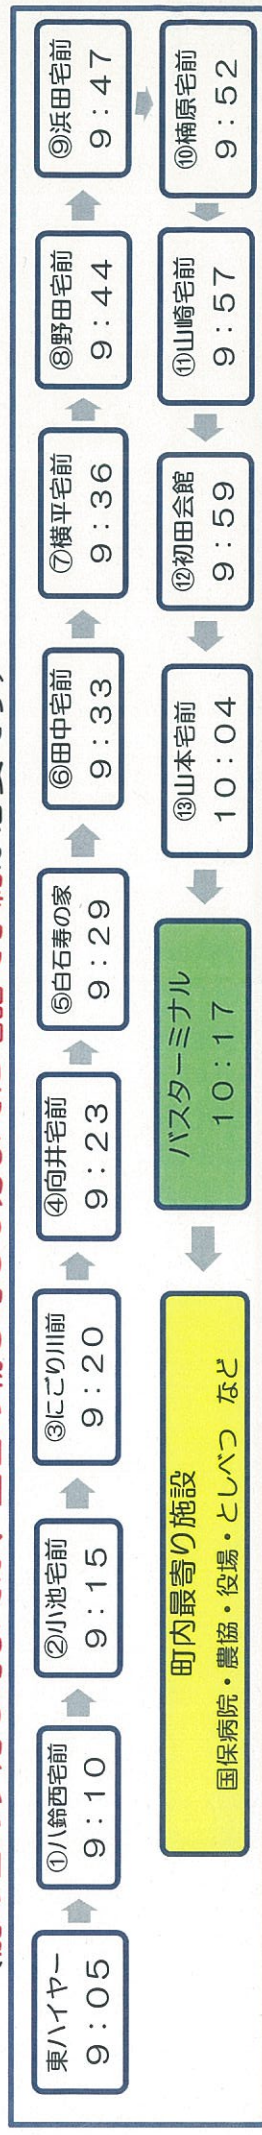 東ハイヤー
9:05
①八鈴西宅前
9:10
②小池宅前
9:15
③にごり川前
9:20
④向井宅前
9:23
⑤白石寿の家
9:29
⑥田中宅前
9:33
⑦横平宅前
9:36
⑧野田宅前
9:44
⑨浜田宅前
9:47
⑩楠原宅前
9:52
⑪山崎宅前
9:57
⑫初田会館
9:59
⑬山本宅前
10:04
バスターミナル
10:17
町内最寄り施設
国保病院・農協・役場・としべつ など